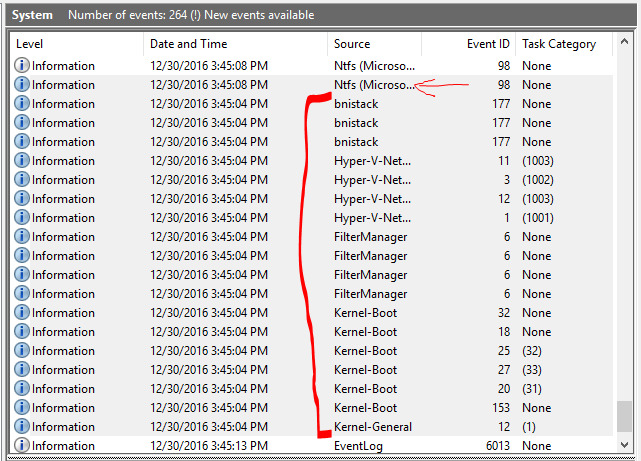 System Number of events: 264 (!) New events available
Level Date and Time Source Event ID Task Category
Information 12/30/2016 3:45:08 PM Ntfs (Microso... 98 None
Information 12/30/2016 3:45:08 PM Ntfs (Microso... 98 None
Information 12/30/2016 3:45:04 PM bnistack 177 None
Information 12/30/2016 3:45:04 PM bnistack 177 None
Information 12/30/2016 3:45:04 PM bnistack 177 None
Information 12/30/2016 3:45:04 PM Hyper-V-Net... 11 (1003)
Information 12/30/2016 3:45:04 PM Hyper-V-Net... 3 (1002)
Information 12/30/2016 3:45:04 PM Hyper-V-Net... 12 (1003)
Information 12/30/2016 3:45:04 PM Hyper-V-Net... 1 (1001)
Information 12/30/2016 3:45:04 PM FilterManager 6 None
Information 12/30/2016 3:45:04 PM FilterManager 6 None
Information 12/30/2016 3:45:04 PM FilterManager 6 None
Information 12/30/2016 3:45:04 PM FilterManager 6 None
Information 12/30/2016 3:45:04 PM Kernel-Boot 32 None
Information 12/30/2016 3:45:04 PM Kernel-Boot 18 None
Information 12/30/2016 3:45:04 PM Kernel-Boot 25 (32)
Information 12/30/2016 3:45:04 PM Kernel-Boot 27 (33)
Information 12/30/2016 3:45:04 PM Kernel-Boot 20 (31)
Information 12/30/2016 3:45:04 PM Kernel-Boot 153 None
Information 12/30/2016 3:45:04 PM Kernel-General 12 (1)
Information 12/30/2016 3:45:13 PM EventLog 6013 None